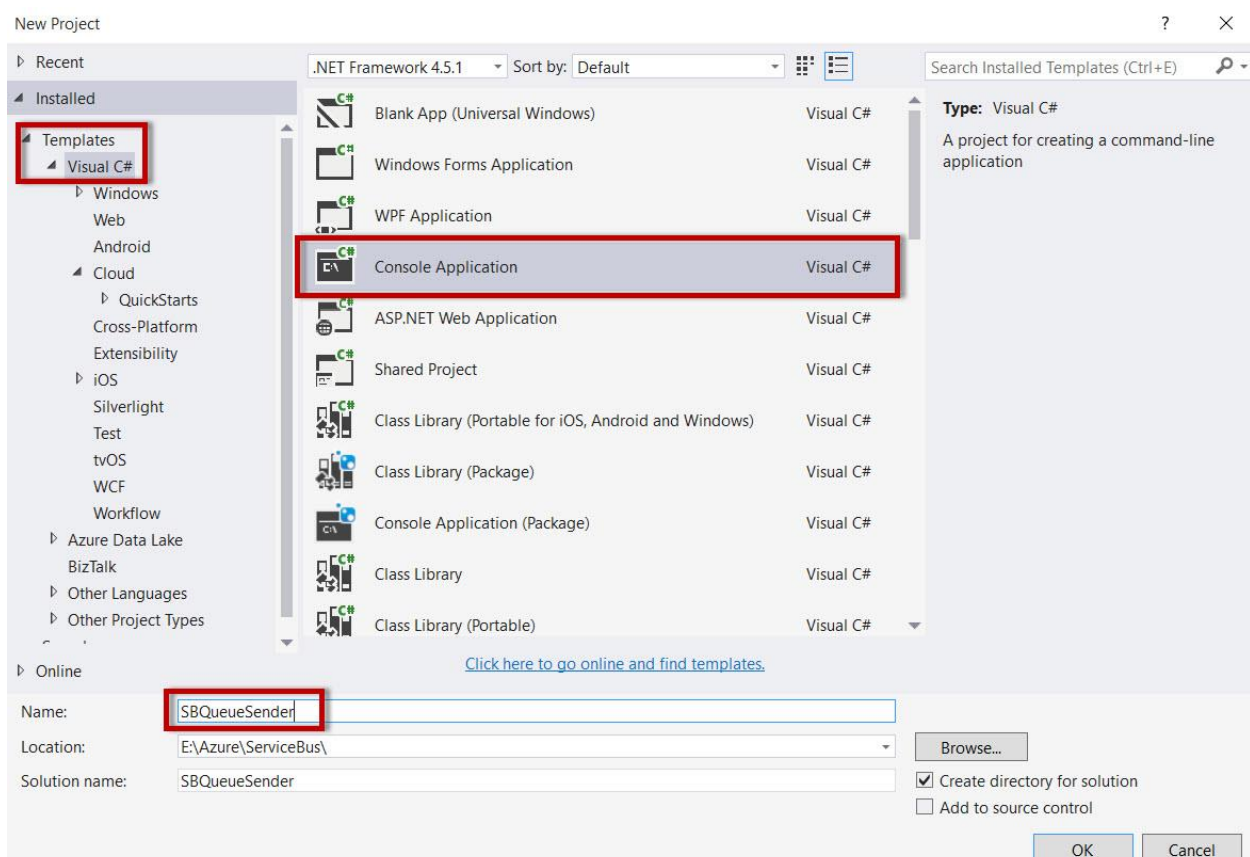 New Project
? ×
Recent
Installed
Templates
Visual C#
Windows
Web
Android
Cloud
QuickStarts
Cross-Platform
Extensibility
iOS
Silverlight
Test
tvOS
WCF
Workflow
Azure Data Lake
BizTalk
Other Languages
Other Project Types
Online
.NET Framework 4.5.1 Sort by: Default
C# Blank App (Universal Windows) Visual C#
C# Windows Forms Application Visual C#
C# WPF Application Visual C#
C# Console Application Visual C#
C# ASP.NET Web Application Visual C#
C# Shared Project Visual C#
C# Class Library (Portable for iOS, Android and Windows) Visual C#
Class Library (Package) Visual C#
Console Application (Package) Visual C#
C# Class Library Visual C#
C# Class Library (Portable) Visual C#
Click here to go online and find templates.
Search Installed Templates (Ctrl+E)
Type: Visual C#
A project for creating a command-line
application
Name: SBQueueSender
Location: E:\Azure\ServiceBus\
Browse...
Solution name: SBQueueSender
Create directory for solution
Add to source control
OK Cancel